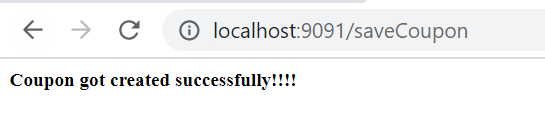 localhost:9091/saveCoupon
Coupon got created successfully!!!!